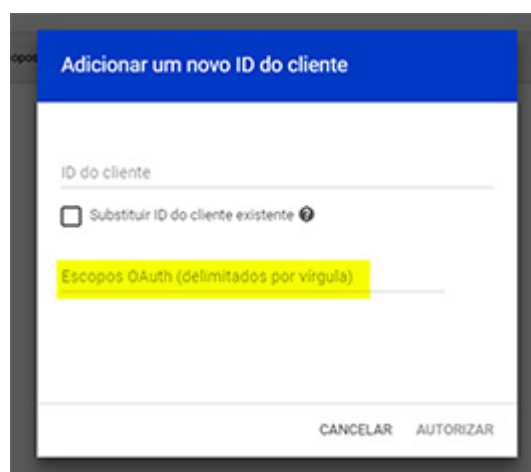 opos
Adicionar um novo ID do cliente
ID do cliente
Substituir ID do cliente existente
Escopos OAuth (delimitados por vírgula)
CANCELAR AUTORIZAR